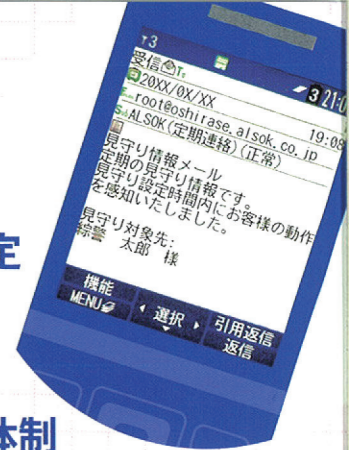 3 21:0
受信
20XX/0X/XX 19:08
root@oshirase.alsok.co.jp
ALSOK(定期連絡)(正常)
見守り情報メール
定期の見守り情報です。
見守り設定時間内にお客様の動作
を感知いたしました。
見守り対象先:
綜警 太郎 様
機能
MENU
選択
引用返信
返信
定
体制